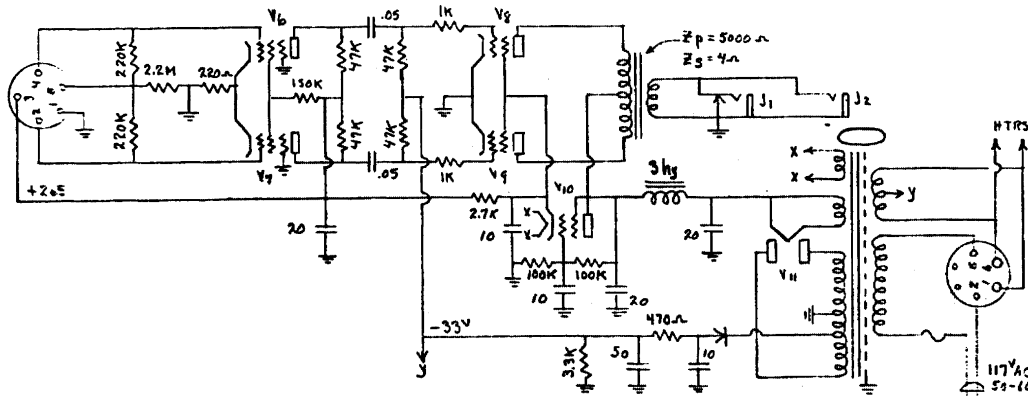 V6
.05
1K
V8
Zp = 5000 Ω
Zs = 4Ω
220K
2.2M
220Ω
47K
47K
150K
J1
J2
HTRS
220K
47K
47K
V7
.05
1K
V9
X
X
Y
+265
2.7K
V10
3hy
20
10
X
X
20
V11
100K
100K
10
20
-33V
470Ω
3.3K
50
10
Y
117V AC